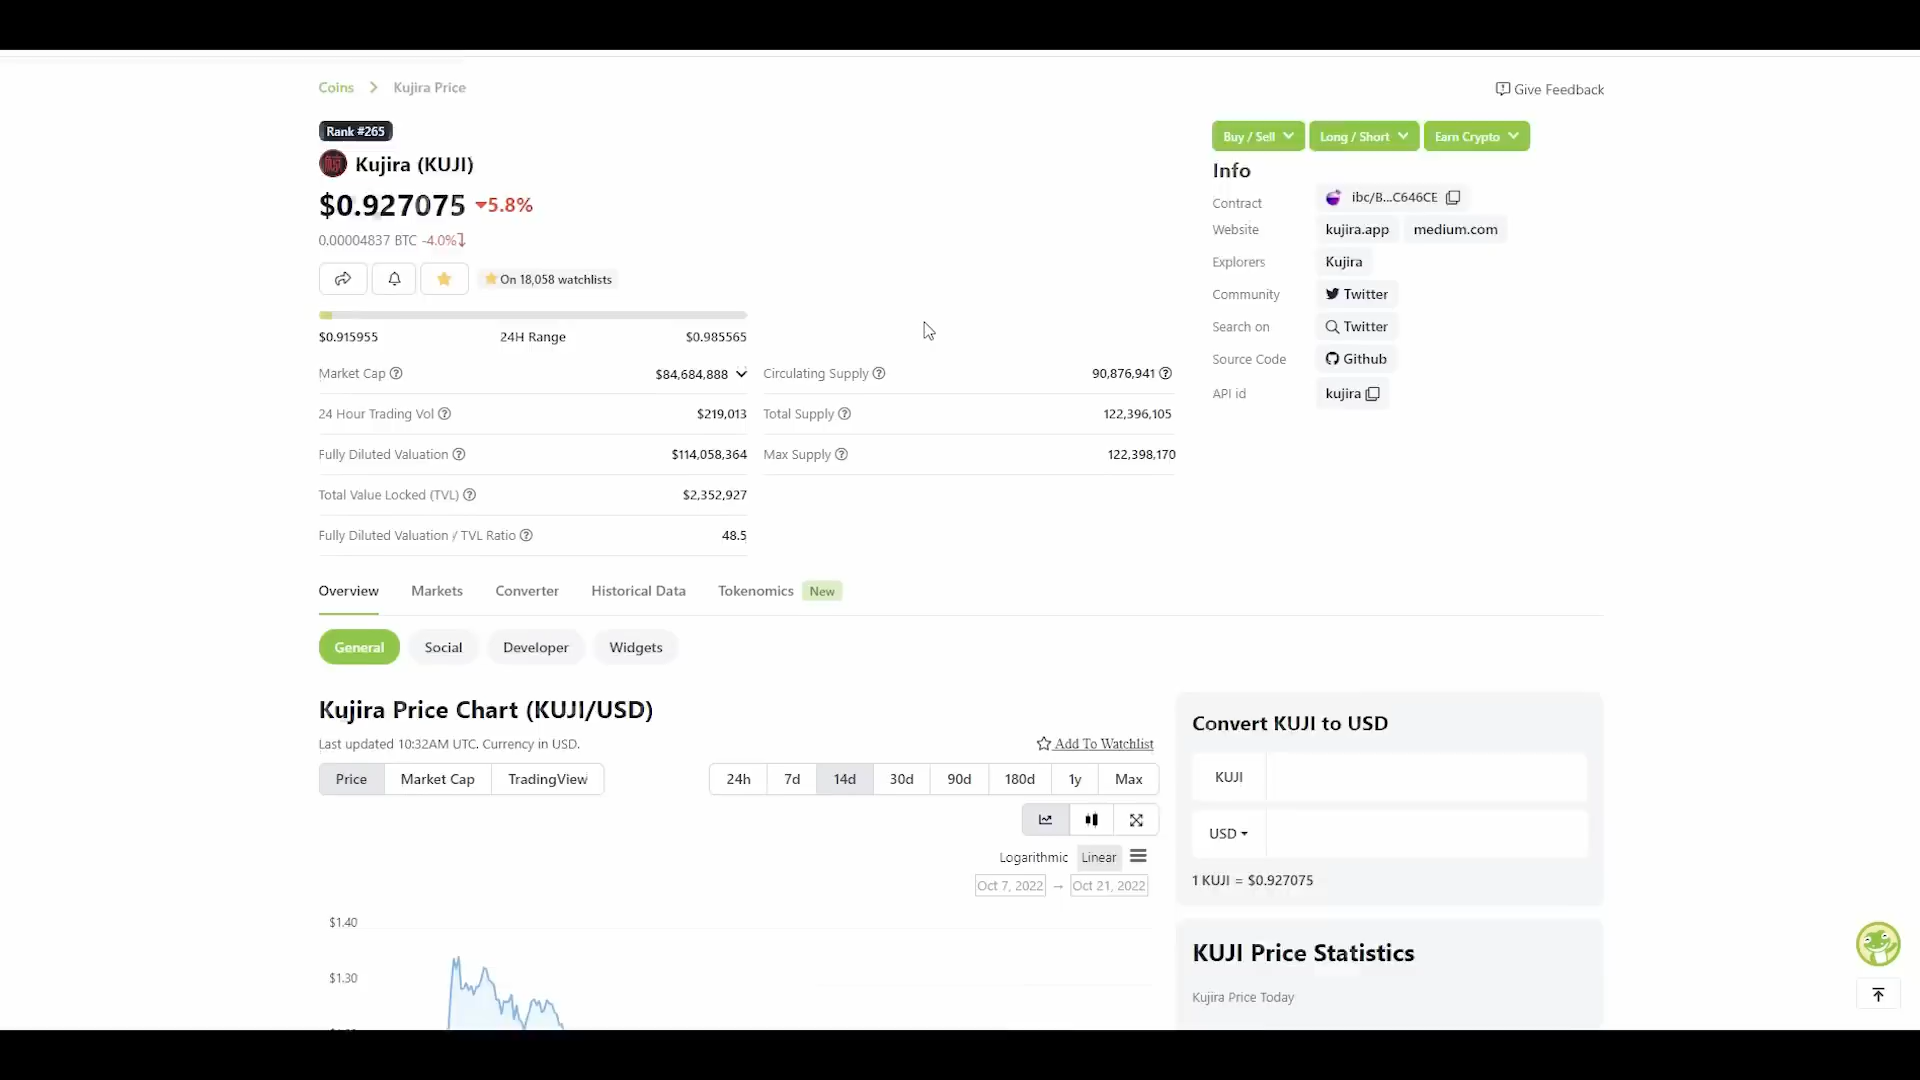 Coins > Kujira Price
Give Feedback
Rank #265
Kujira (KUJI)
$0.927075 5.8%
0.00004837 BTC -4.0%
On 18,058 watchlists
$0.915955 24H Range $0.985565
Market Cap $84,684,888
24 Hour Trading Vol $219,013
Fully Diluted Valuation $114,058,364
Total Value Locked (TVL) $2,352,927
Fully Diluted Valuation / TVL Ratio 48.5
Circulating Supply 90,876,941
Total Supply 122,396,105
Max Supply 122,398,170
Buy / Sell Long / Short Earn Crypto
Info
Contract ibc/B...C646CE
Website kujira.app medium.com
Explorers Kujira
Community Twitter
Search on Twitter
Source Code Github
API id kujira
Overview Markets Converter Historical Data Tokenomics New
General Social Developer Widgets
Kujira Price Chart (KUJI/USD)
Last updated 10:32AM UTC. Currency in USD.
Add To Watchlist
Price Market Cap TradingView
24h 7d 14d 30d 90d 180d 1y Max
Logarithmic Linear
Oct 7, 2022 → Oct 21, 2022
$1.40
$1.30
Convert KUJI to USD
KUJI
USD
1 KUJI = $0.927075
KUJI Price Statistics
Kujira Price Today